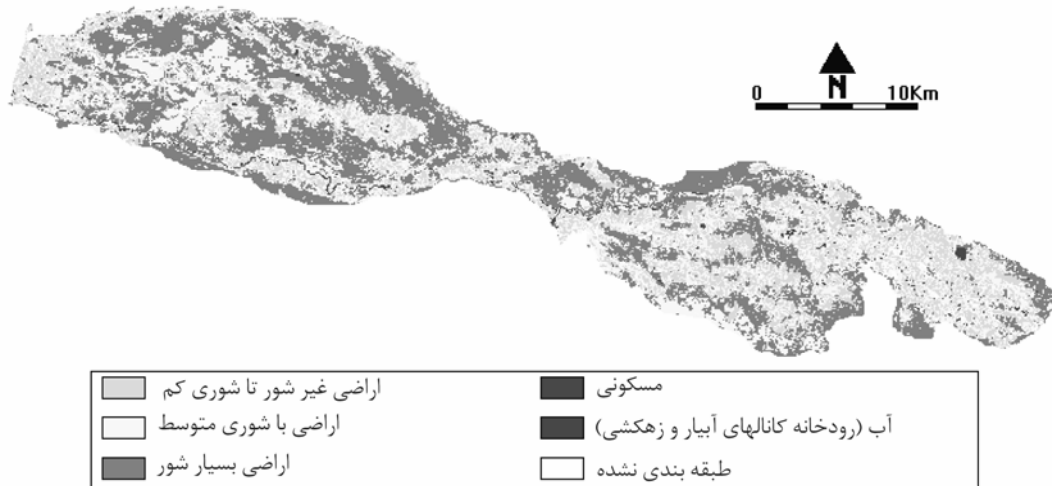 N
0 10Km
اراضی غیر شور تا شوری کم
مسکونی
اراضی با شوری متوسط
آب (رودخانه کانالهای آبیار و زهکشی)
اراضی بسیار شور
طبقه بندی نشده